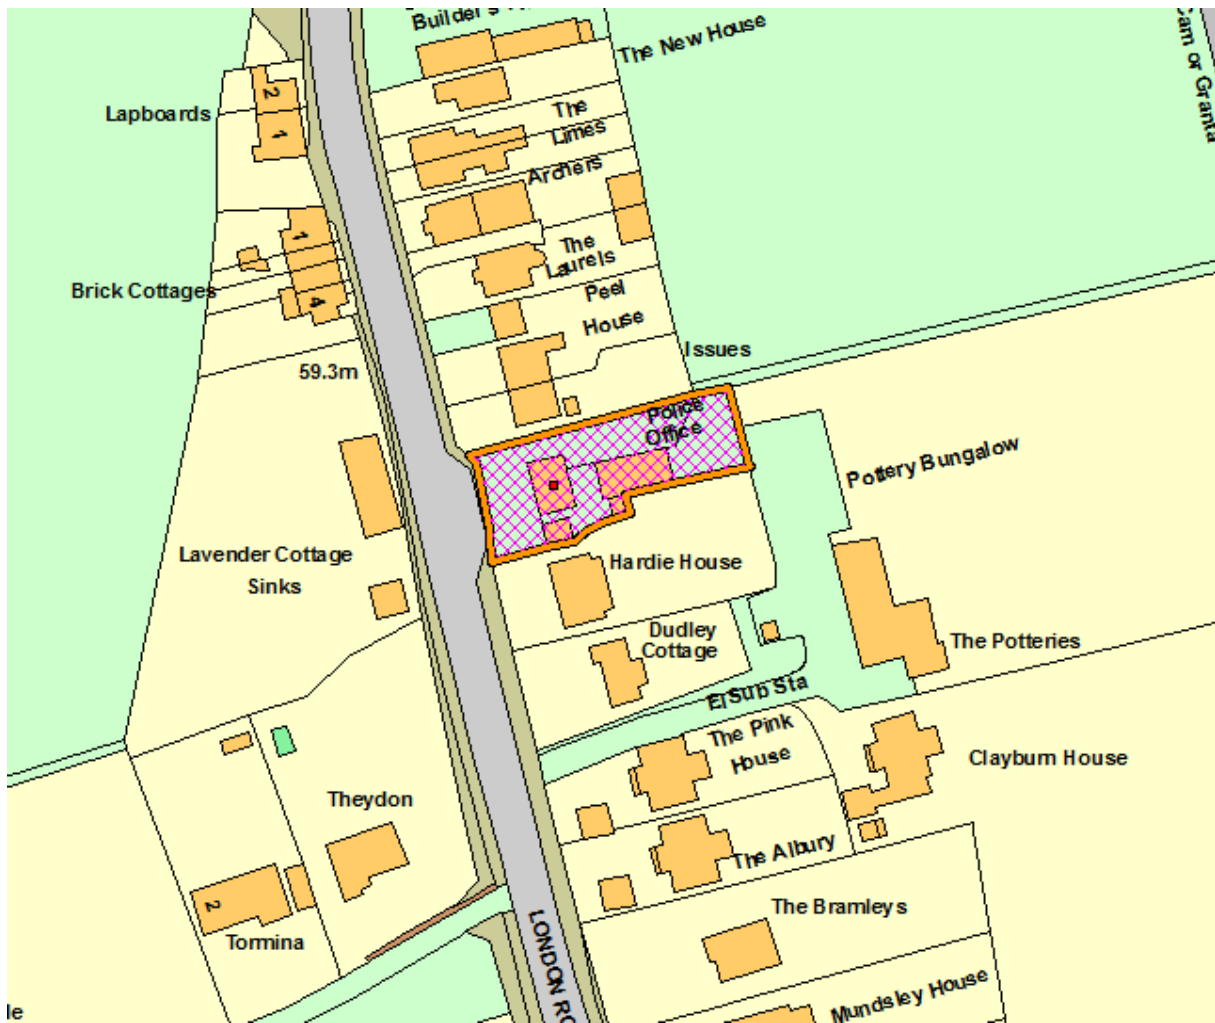 Builder's
The New House
Cam or Granta
Lapboards
2
1
The
Limes
Archers
1
The
Laurels
Brick Cottages
4
Peel
House
Issues
59.3m
Police
Office
Pottery Bungalow
Lavender Cottage
Sinks
Hardie House
Dudley
Cottage
The Potteries
El Sub Sta
The Pink
House
Clayburn House
Theydon
The Albury
2
The Bramleys
Tormina
LONDON RO
Mundsley House
le